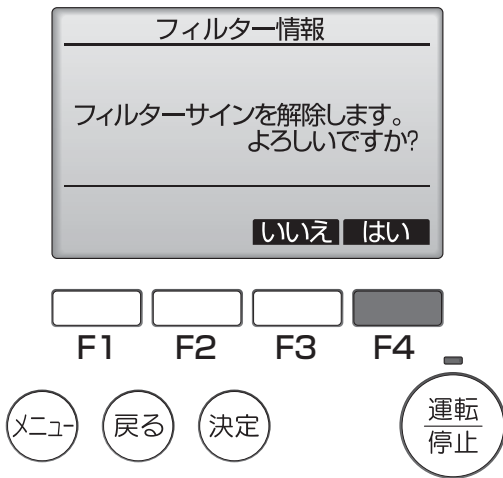 フィルター情報
フィルターサインを解除します。
よろしいですか?
いいえ はい
F1 F2 F3 F4
メニュー 戻る 決定 運転
停止